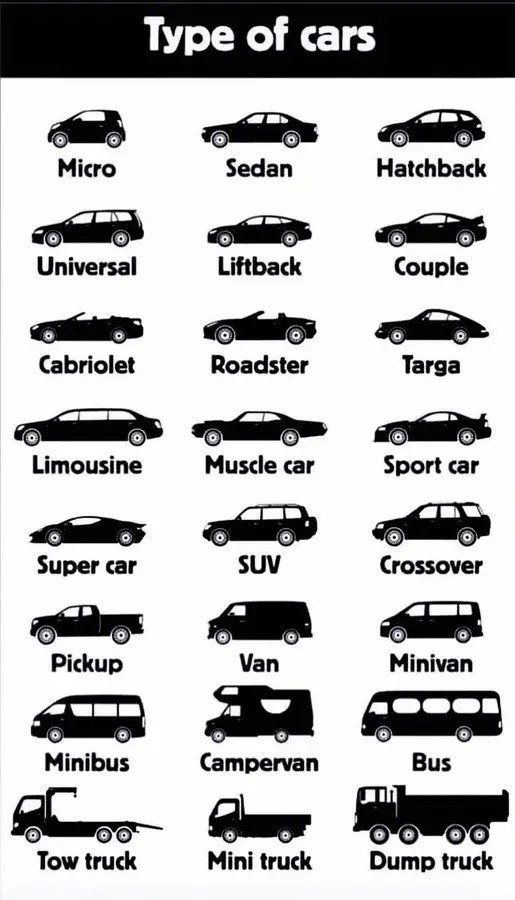 Type of cars
Micro Sedan Hatchback
Universal Liftback Couple
Cabriolet Roadster Targa
Limousine Muscle car Sport car
Super car SUV Crossover
Pickup Van Minivan
Minibus Campervan Bus
Tow truck Mini truck Dump truck